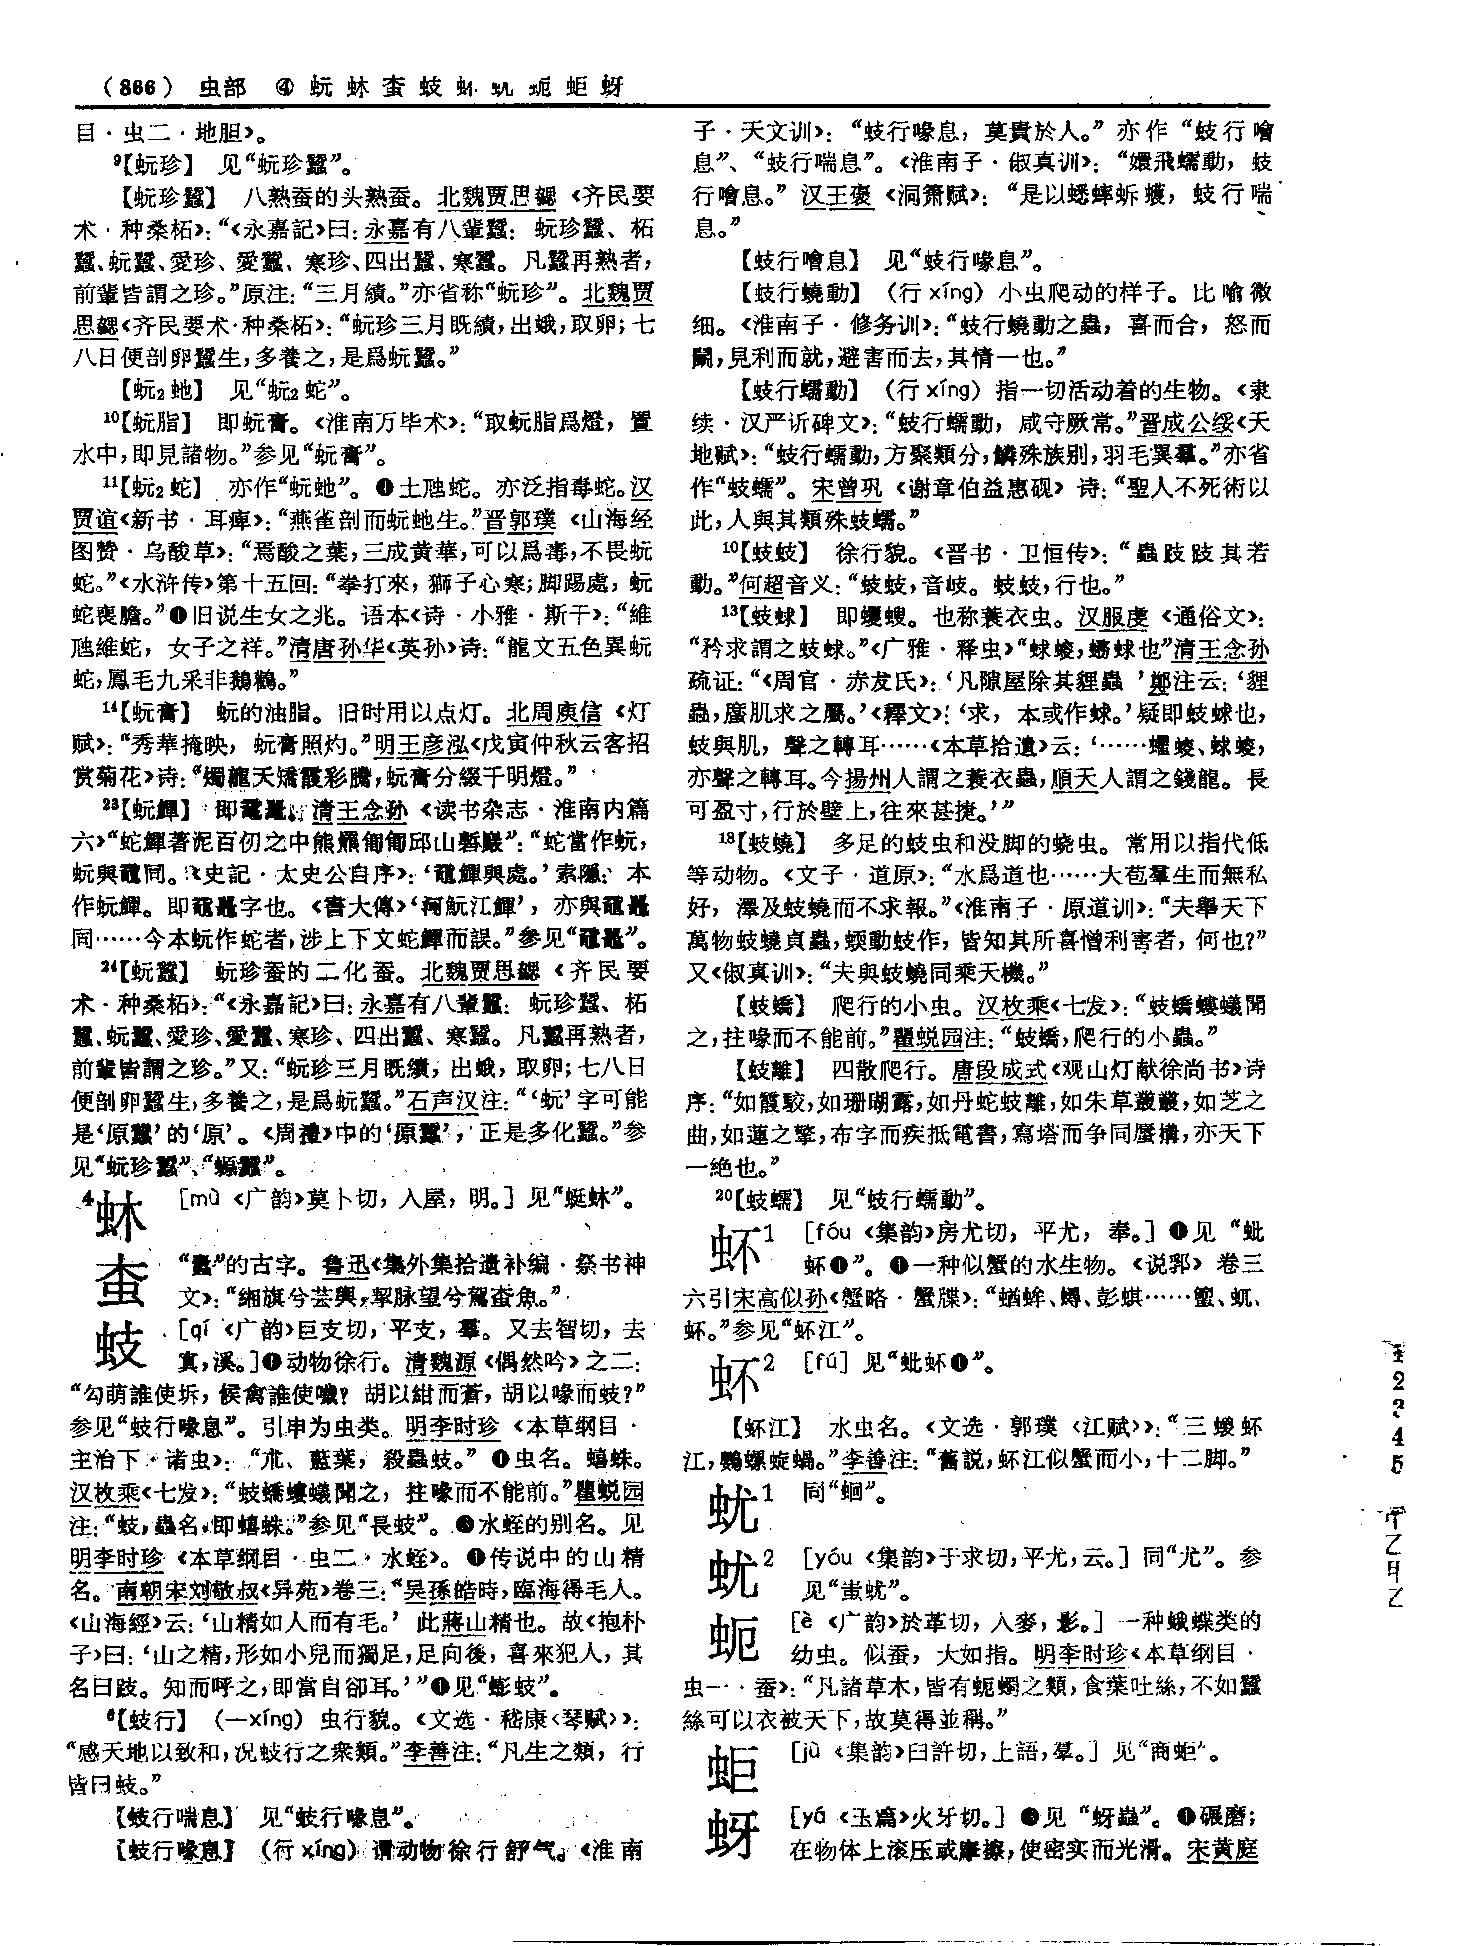 （866） 虫部 ④ 蚖 蚞 蚉 蚑 蚅 蚷 蚜
目·虫二·地胆》。
⁹【蚖珍】 见“蚖珍蠶”。
【蚖珍蠶】 八熟蚕的头熟蚕。北魏贾思勰《齐民要
术·种桑柘》：“《永嘉記》曰：永嘉有八輩蠶：蚖珍蠶、柘
蠶、蚖蠶、愛珍、愛蠶、寒珍、四出蠶、寒蠶。凡蠶再熟者，
前輩皆謂之珍。”原注：“三月績。”亦省称“蚖珍”。北魏贾
思勰《齐民要术·种桑柘》：“蚖珍三月既績，出蛾，取卵；七
八日便剖卵蠶生，多養之，是爲蚖蠶。”
【蚖₂虵】 见“蚖₂蛇”。
¹⁰【蚖脂】 即蚖膏。《淮南万毕术》：“取蚖脂爲燈，置
水中，即見諸物。”参见“蚖膏”。
¹¹【蚖₂蛇】 亦作“蚖虵”。❶土虺蛇。亦泛指毒蛇。汉
贾谊《新书·耳痺》：“燕雀剖而蚖虵生。”晋郭璞《山海经
图赞·鸟酸草》：“焉酸之葉，三成黄華，可以爲毒，不畏蚖
蛇。”《水浒传》第十五回：“拳打來，獅子心寒；脚踢處，蚖
蛇喪膽。”❷旧说生女之兆。语本《诗·小雅·斯干》：“維
虺維蛇，女子之祥。”清唐孙华《英孙》诗：“龍文五色異蚖
蛇，鳳毛九采非鵝鶴。”
¹⁴【蚖膏】 蚖的油脂。旧时用以点灯。北周庾信《灯
赋》：“秀華掩映，蚖膏照灼。”明王彦泓《戊寅仲秋云客招
赏菊花》诗：“燭龍天矯霞彩騰，蚖膏分綴千明燈。”
²³【蚖鱓】 即黿鼉。清王念孙《读书杂志·淮南内篇
六》“蛇鱓著泥百仞之中熊羆匍匐邱山磛巖”：“蛇當作蚖，
蚖與黿同。《史記·太史公自序》：‘黿鱓與處。’索隱：本
作蚖鱓。即黿鼉字也。《書大傳》‘河魭江鱓’，亦與黿鼉
同……今本蚖作蛇者，涉上下文蛇鱓而誤。”参见“黿鼉”。
²⁴【蚖蠶】 蚖珍蚕的二化蚕。北魏贾思勰《齐民要
术·种桑柘》：“《永嘉記》曰：永嘉有八輩蠶：蚖珍蠶、柘
蠶、蚖蠶、愛珍、愛蠶、寒珍、四出蠶、寒蠶。凡蠶再熟者，
前輩皆謂之珍。”又：“蚖珍三月既績，出蛾，取卵；七八日
便剖卵蠶生，多養之，是爲蚖蠶。”石声汉注：“‘蚖’字可能
是‘原蠶’的‘原’。《周禮》中的‘原蠶’，正是多化蠶。”参
见“蚖珍蠶”、“螈蠶”。
⁴蚞 ［mù 《广韵》莫卜切，入屋，明。］见“蜓蚞”。
蚉 “蠹”的古字。鲁迅《集外集拾遗补编·祭书神
文》：“缃旗兮芸輿，挈脉望兮駕蚉魚。”
蚑 ［qí 《广韵》巨支切，平支，羣。又去智切，去
寘，溪。］❶动物徐行。清魏源《偶然吟》之二：
“勾萌誰使坼，候禽誰使嗷？胡以紺而蒼，胡以喙而蚑？”
参见“蚑行喙息”。引申为虫类。明李时珍《本草纲目·
主治下·诸虫》：“朮、藍葉，殺蟲蚑。”❷虫名。蟢蛛。
汉枚乘《七发》：“蚑蟜螻蟻聞之，拄喙而不能前。”瞿蜕园
注：“蚑，蟲名，即蟢蛛。”参见“長蚑”。❸水蛭的别名。见
明李时珍《本草纲目·虫二·水蛭》。❹传说中的山精
名。南朝宋刘敬叔《异苑》卷三：“吴孫皓時，臨海得毛人。
《山海經》云：‘山精如人而有毛。’此蔣山精也。故《抱朴
子》曰：‘山之精，形如小兒而獨足，足向後，喜來犯人，其
名曰蚑。知而呼之，即當自卻耳。’”❺见“蟛蚑”。
⁶【蚑行】 （—xíng）虫行貌。《文选·嵇康〈琴赋〉》：
“感天地以致和，况蚑行之衆類。”李善注：“凡生之類，行
皆曰蚑。”
【蚑行喘息】 见“蚑行喙息”。
【蚑行喙息】 （行 xíng）谓动物徐行舒气。《淮南
子·天文训》：“蚑行喙息，莫貴於人。”亦作“蚑行噲
息”、“蚑行喘息”。《淮南子·俶真训》：“蠉飛蠕動，蚑
行噲息。”汉王褒《洞箫赋》：“是以蟋蟀蚸蠖，蚑行喘
息。”
【蚑行噲息】 见“蚑行喙息”。
【蚑行蟯動】 （行 xíng）小虫爬动的样子。比喻微
细。《淮南子·修务训》：“蚑行蟯動之蟲，喜而合，怒而
鬭，見利而就，避害而去，其情一也。”
【蚑行蠕動】 （行 xíng）指一切活动着的生物。《隶
续·汉严䜣碑文》：“蚑行蠕動，咸守厥常。”晋成公绥《天
地赋》：“蚑行蠕動，方聚類分，鱗殊族别，羽毛異羣。”亦省
作“蚑蠕”。宋曾巩《谢章伯益惠砚》诗：“聖人不死術以
此，人與其類殊蚑蠕。”
¹⁰【蚑蚑】 徐行貌。《晋书·卫恒传》：“蟲跂跂其若
動。”何超音义：“蚑蚑，音岐。蚑蚑，行也。”
¹³【蚑蛷】 即蠼螋。也称蓑衣虫。汉服虔《通俗文》：
“矜求謂之蚑蛷。”《广雅·释虫》“蛷螋，蟜蛷也”清王念孙
疏证：“《周官·赤犮氏》：‘凡隙屋除其貍蟲’鄭注云：‘貍
蟲，䗪肌求之屬。’《釋文》：‘求，本或作蛷。’疑即蚑蛷也，
蚑與肌，聲之轉耳……《本草拾遺》云：‘……蠷螋、蛷螋，
亦聲之轉耳。今揚州人謂之蓑衣蟲，順天人謂之錢龍。長
可盈寸，行於壁上，往來甚捷。’”
¹⁸【蚑蟯】 多足的蚑虫和没脚的蛲虫。常用以指代低
等动物。《文子·道原》：“水爲道也……大苞羣生而無私
好，澤及蚑蟯而不求報。”《淮南子·原道训》：“夫舉天下
萬物蚑蟯貞蟲，蝡動蚑作，皆知其所喜憎利害者，何也？”
又《俶真训》：“夫與蚑蟯同乘天機。”
【蚑蟜】 爬行的小虫。汉枚乘《七发》：“蚑蟜螻蟻聞
之，拄喙而不能前。”瞿蜕园注：“蚑蟜，爬行的小蟲。”
【蚑離】 四散爬行。唐段成式《观山灯献徐尚书》诗
序：“如霞駮，如珊瑚露，如丹蛇蚑離，如朱草叢叢，如芝之
曲，如蓮之擎，布字而疾抵電書，寫塔而争同蜃構，亦天下
一絶也。”
²⁰【蚑蠕】 见“蚑行蠕動”。
蚥¹ ［fóu 《集韵》房尤切，平尤，奉。］❶见“蚍
蚍❶”。❷一种似蟹的水生物。《说郛》卷三
六引宋高似孙《蟹略·蟹牒》：“蝤蛑、蟳、彭蜞……蟚、虮、
蚽。”参见“蚽江”。
² ［fú］ 见“蚍❶”。
【江】 水虫名。《文选·郭璞〈江赋〉》：“三蝬
江，鸚螺蜁蝸。”李善注：“舊説，江似蟹而小，十二脚。”
蚘¹ 同“蛔”。
蚘² ［yóu 《集韵》于求切，平尤，云。］同“尤”。参
见“蚩蚘”。
蚅 ［è 《广韵》於革切，入麥，影。］一种蛾蝶类的
幼虫。似蚕，大如指。明李时珍《本草纲目·
虫一·蚕》：“凡諸草木，皆有蚅蠋之類，食葉吐絲，不如蠶
絲可以衣被天下，故莫得並稱。”
蚷 ［jù 《集韵》臼許切，上語，羣。］见“商蚷”。
蚜 ［yá 《玉篇》火牙切。］❶见“蚜蟲”。❷碾磨；
在物体上滚压或摩擦，使密实而光滑。宋黄庭
2
3
4
5
乙
乙